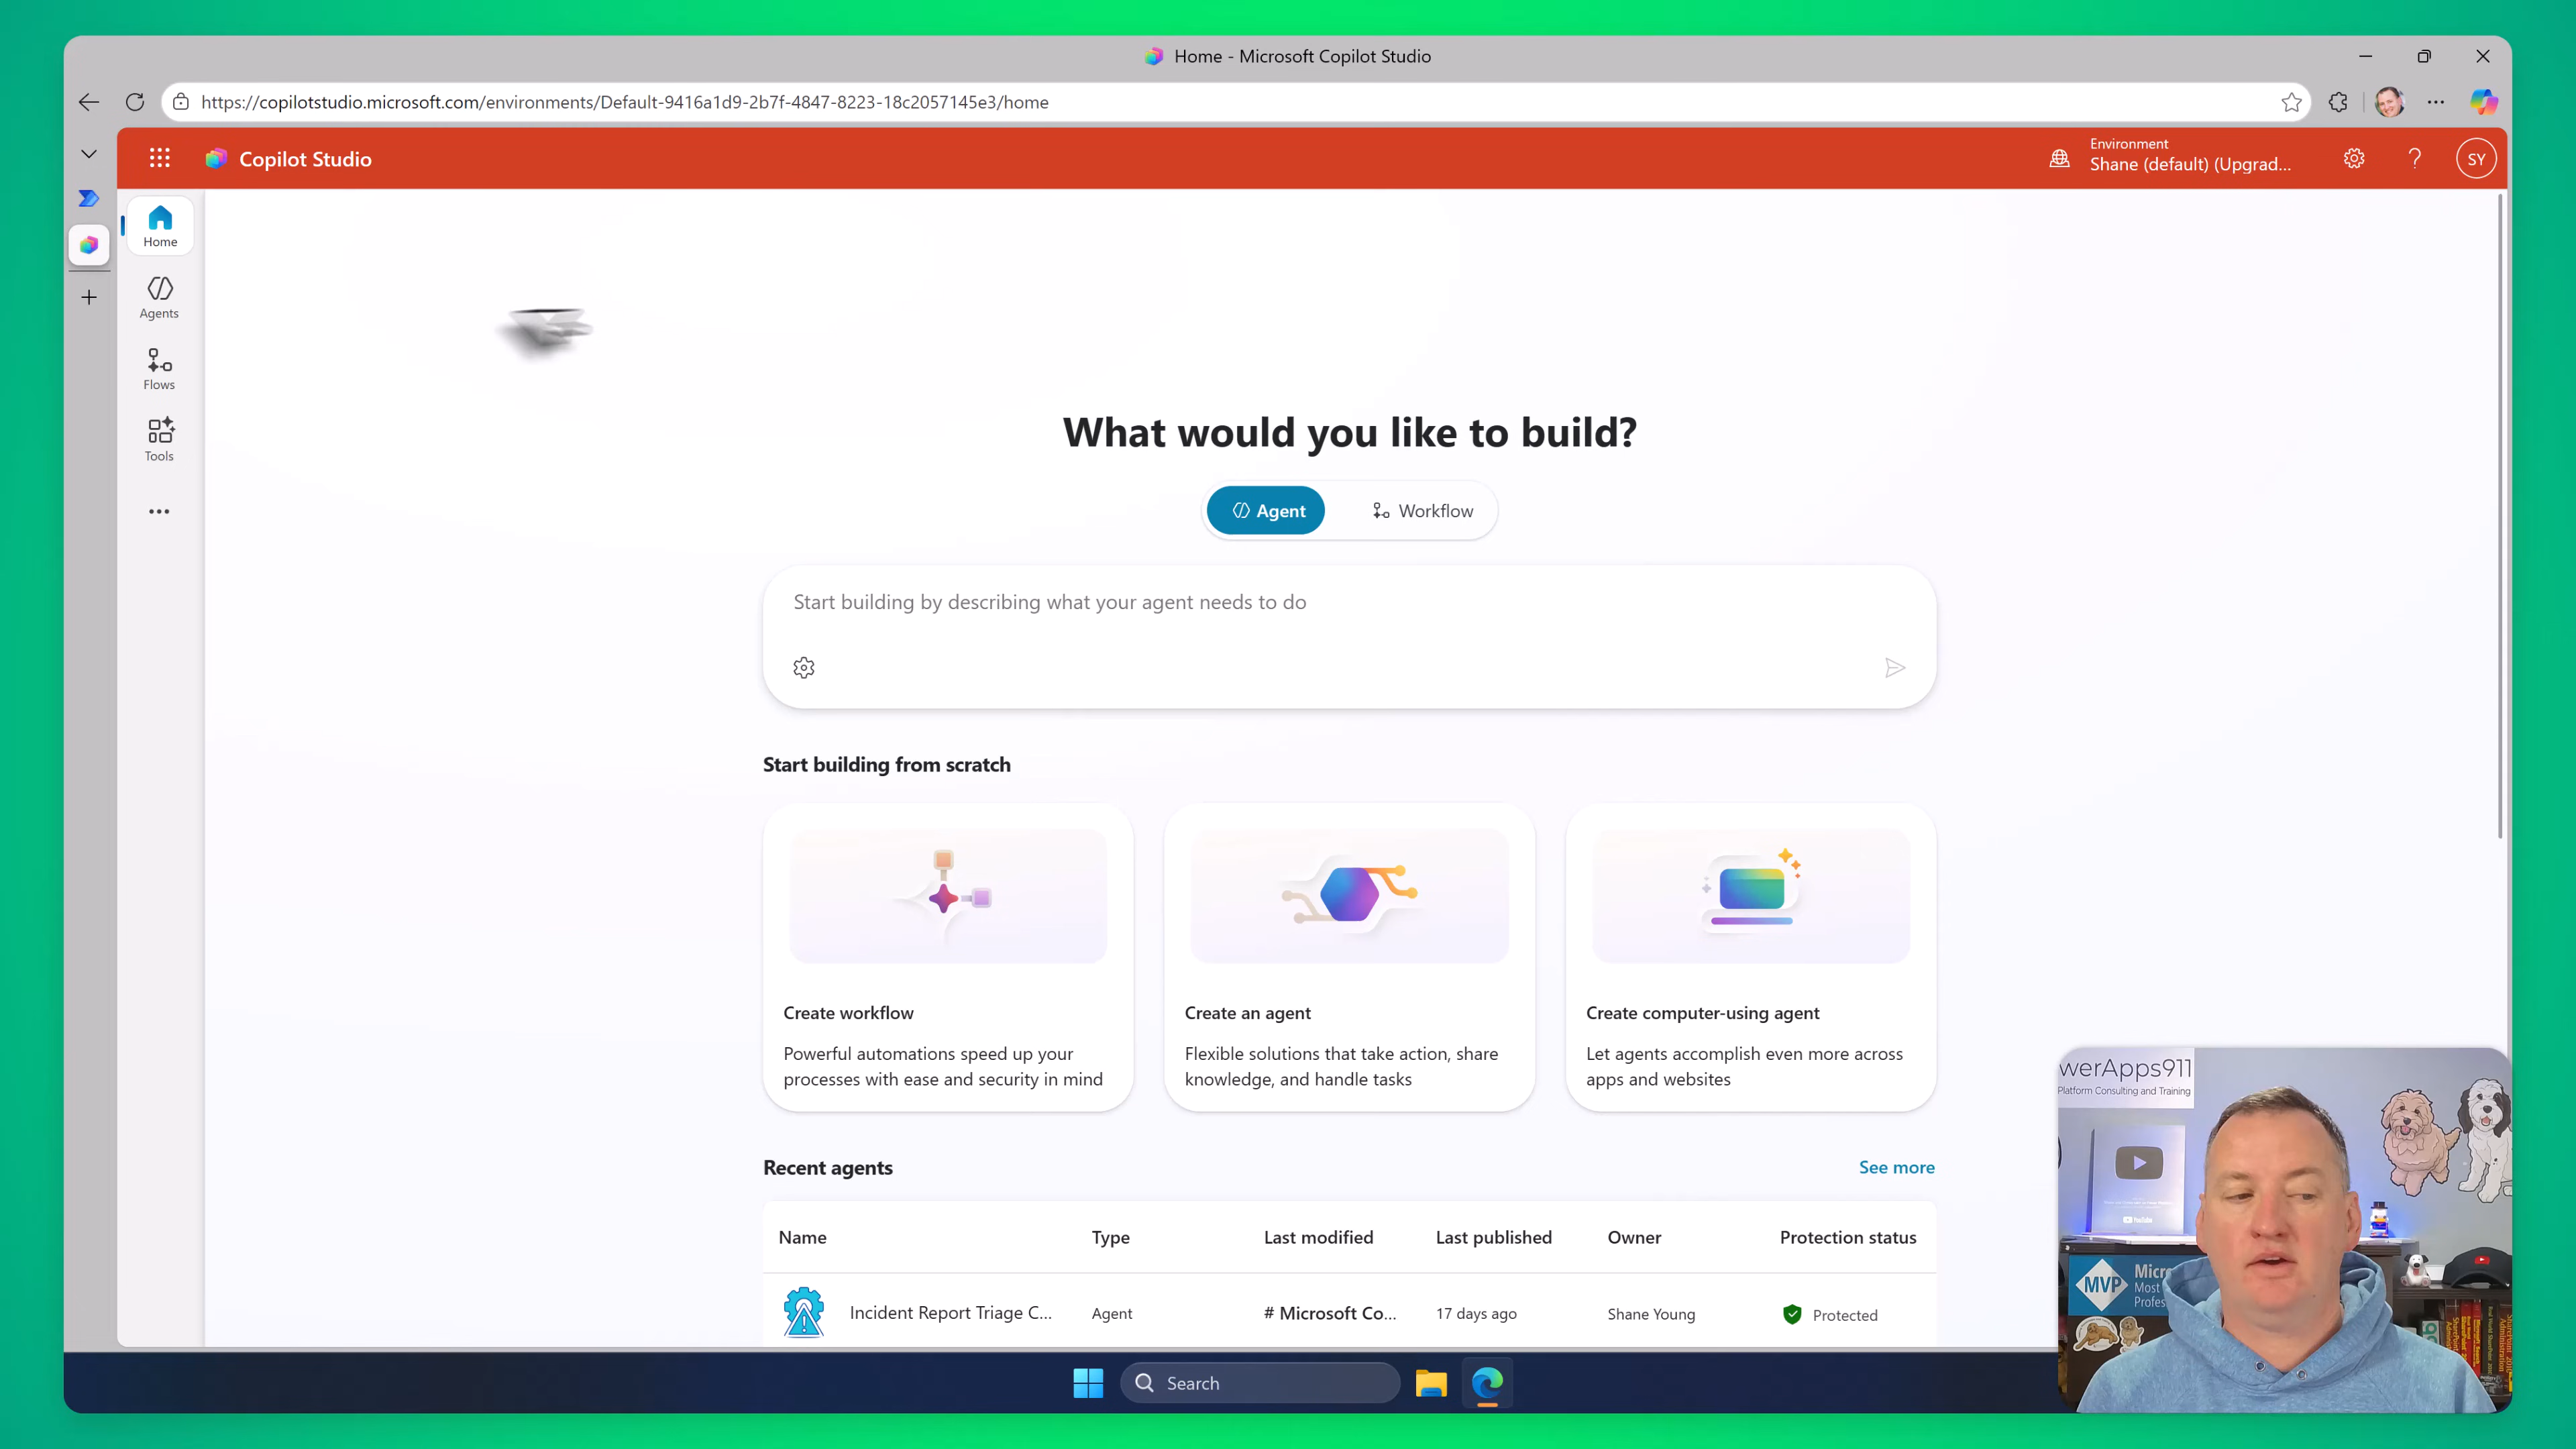 Home - Microsoft Copilot Studio
https://copilotstudio.microsoft.com/environments/Default-9416a1d9-2b7f-4847-8223-18c2057145e3/home
Copilot Studio
Environment
Shane (default) (Upgrad...
SY
Home
Agents
Flows
Tools
What would you like to build?
Agent
Workflow
Start building by describing what your agent needs to do
Start building from scratch
Create workflow
Powerful automations speed up your
processes with ease and security in mind
Create an agent
Flexible solutions that take action, share
knowledge, and handle tasks
Create computer-using agent
Let agents accomplish even more across
apps and websites
Recent agents
See more
Name
Type
Last modified
Last published
Owner
Protection status
Incident Report Triage C...
Agent
# Microsoft Co...
17 days ago
Shane Young
Protected
werApps911
Platform Consulting and Training
YouTube
MVP
Micro
Most
Profes
Search